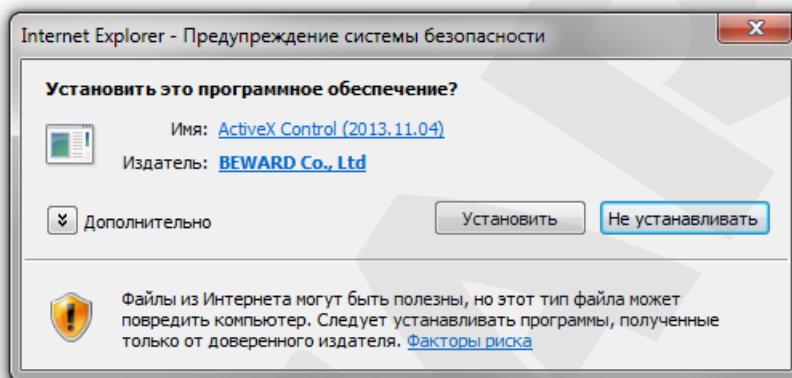 Internet Explorer - Предупреждение системы безопасности
Установить это программное обеспечение?
Имя: ActiveX Control (2013.11.04)
Издатель: BEWARD Co., Ltd
Дополнительно
Установить
Не устанавливать
Файлы из Интернета могут быть полезны, но этот тип файла может
повредить компьютер. Следует устанавливать программы, полученные
только от доверенного издателя. Факторы риска